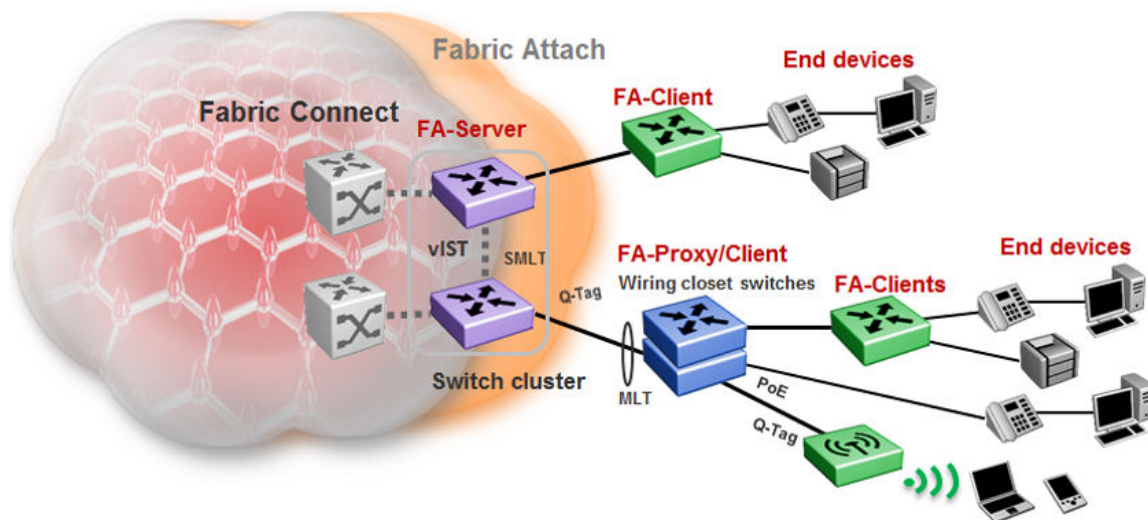 Fabric Attach
End devices
Fabric Connect
FA-Client
FA-Server
vIST
SMLT
FA-Proxy/Client
Wiring closet switches
End devices
FA-Clients
Q-Tag
Switch cluster
MLT
PoE
Q-Tag